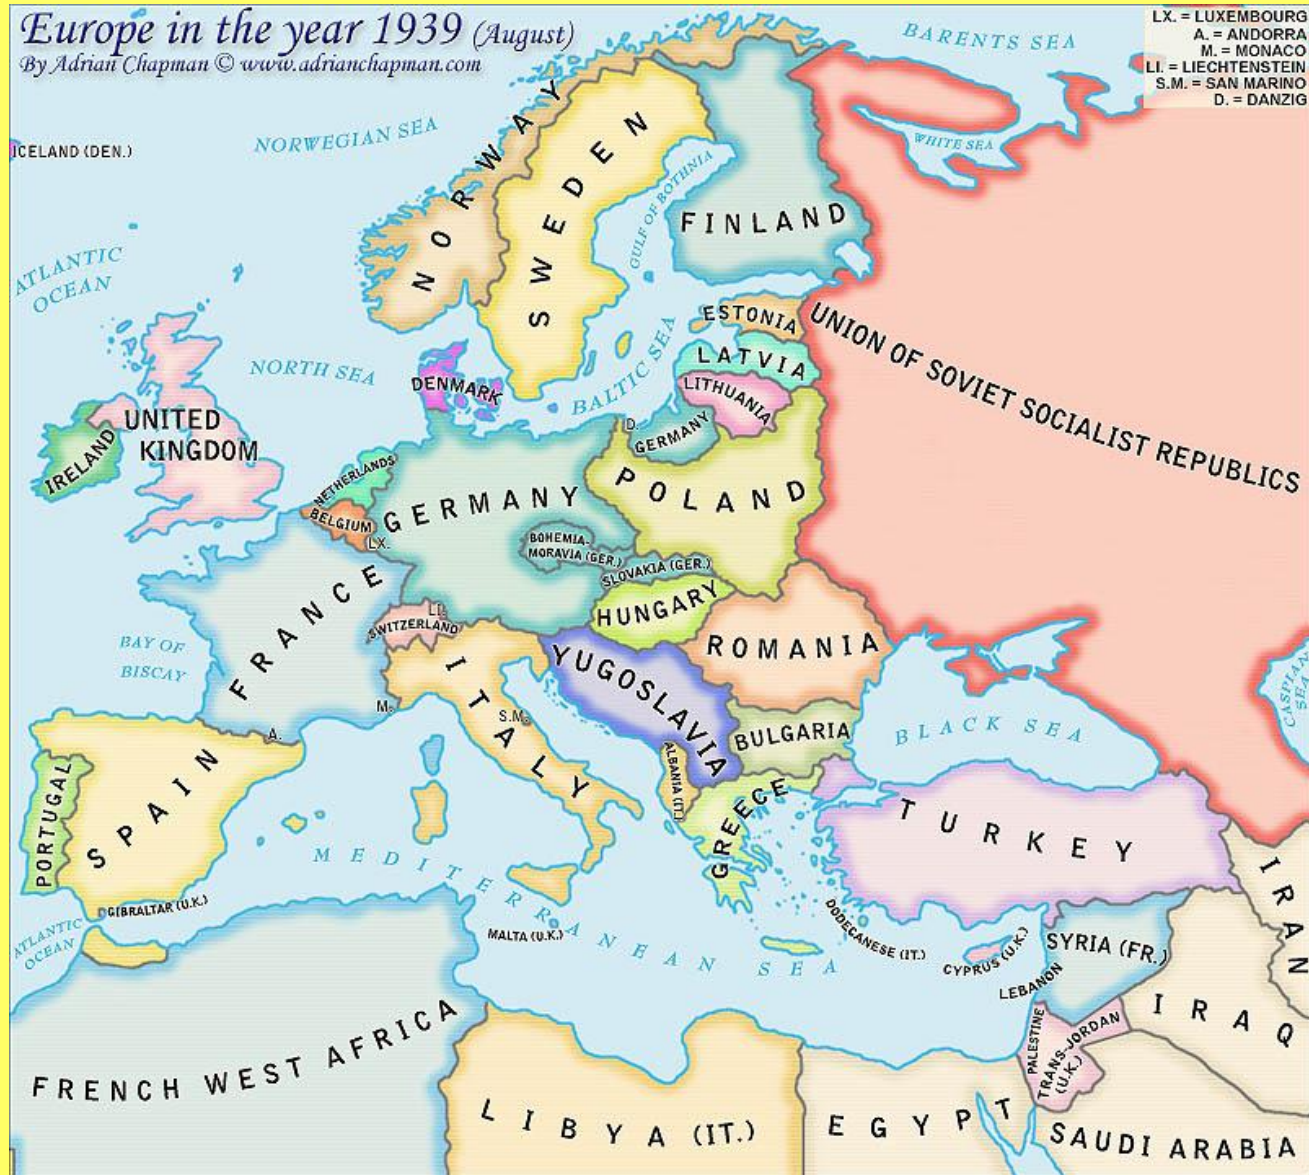 Europe in the year 1939 (August)
By Adrian Chapman © www.adrianchapman.com
LX. = LUXEMBOURG
A. = ANDORRA
M. = MONACO
LI. = LIECHTENSTEIN
S.M. = SAN MARINO
D. = DANZIG
BARENTS SEA
WHITE SEA
NORWEGIAN SEA
ICELAND (DEN.)
ATLANTIC
OCEAN
NORWAY
SWEDEN
GULF OF BOTHNIA
FINLAND
ESTONIA
LATVIA
LITHUANIA
UNION OF SOVIET SOCIALIST REPUBLICS
NORTH SEA
DENMARK
BALTIC SEA
UNITED
KINGDOM
IRELAND
NETHERLANDS
BELGIUM
LX.
GERMANY
D.
GERMANY
POLAND
BOHEMIA-
MORAVIA (GER.)
SLOVAKIA (GER.)
FRANCE
LI.
SWITZERLAND
HUNGARY
ROMANIA
BAY OF
BISCAY
ITALY
YUGOSLAVIA
M.
S.M.
A.
BULGARIA
BLACK SEA
CASPIAN
SEA
ALBANIA (IT.)
GREECE
TURKEY
PORTUGAL
SPAIN
GIBRALTAR (U.K.)
ATLANTIC
OCEAN
MEDITERRANEAN SEA
MALTA (U.K.)
DODECANESE (IT.)
CYPRUS (U.K.)
SYRIA (FR.)
LEBANON
IRAN
IRAQ
PALESTINE
TRANS-JORDAN
(U.K.)
FRENCH WEST AFRICA
LIBYA (IT.)
EGYPT
SAUDI ARABIA